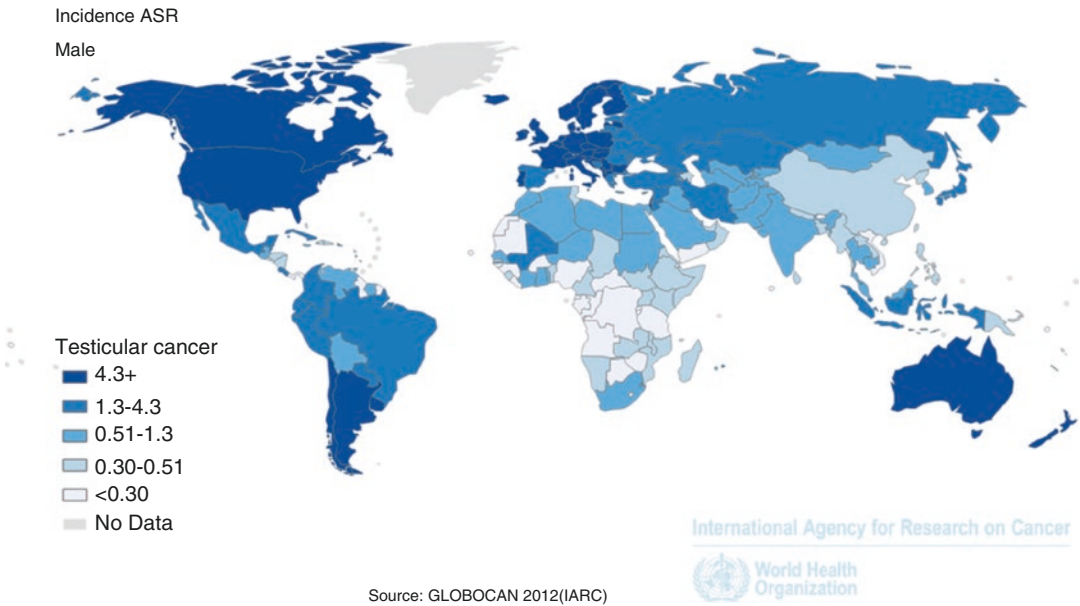 Incidence ASR
Male
Testicular cancer
4.3+
1.3-4.3
0.51-1.3
0.30-0.51
<0.30
No Data
International Agency for Research on Cancer
World Health
Organization
Source: GLOBOCAN 2012(IARC)